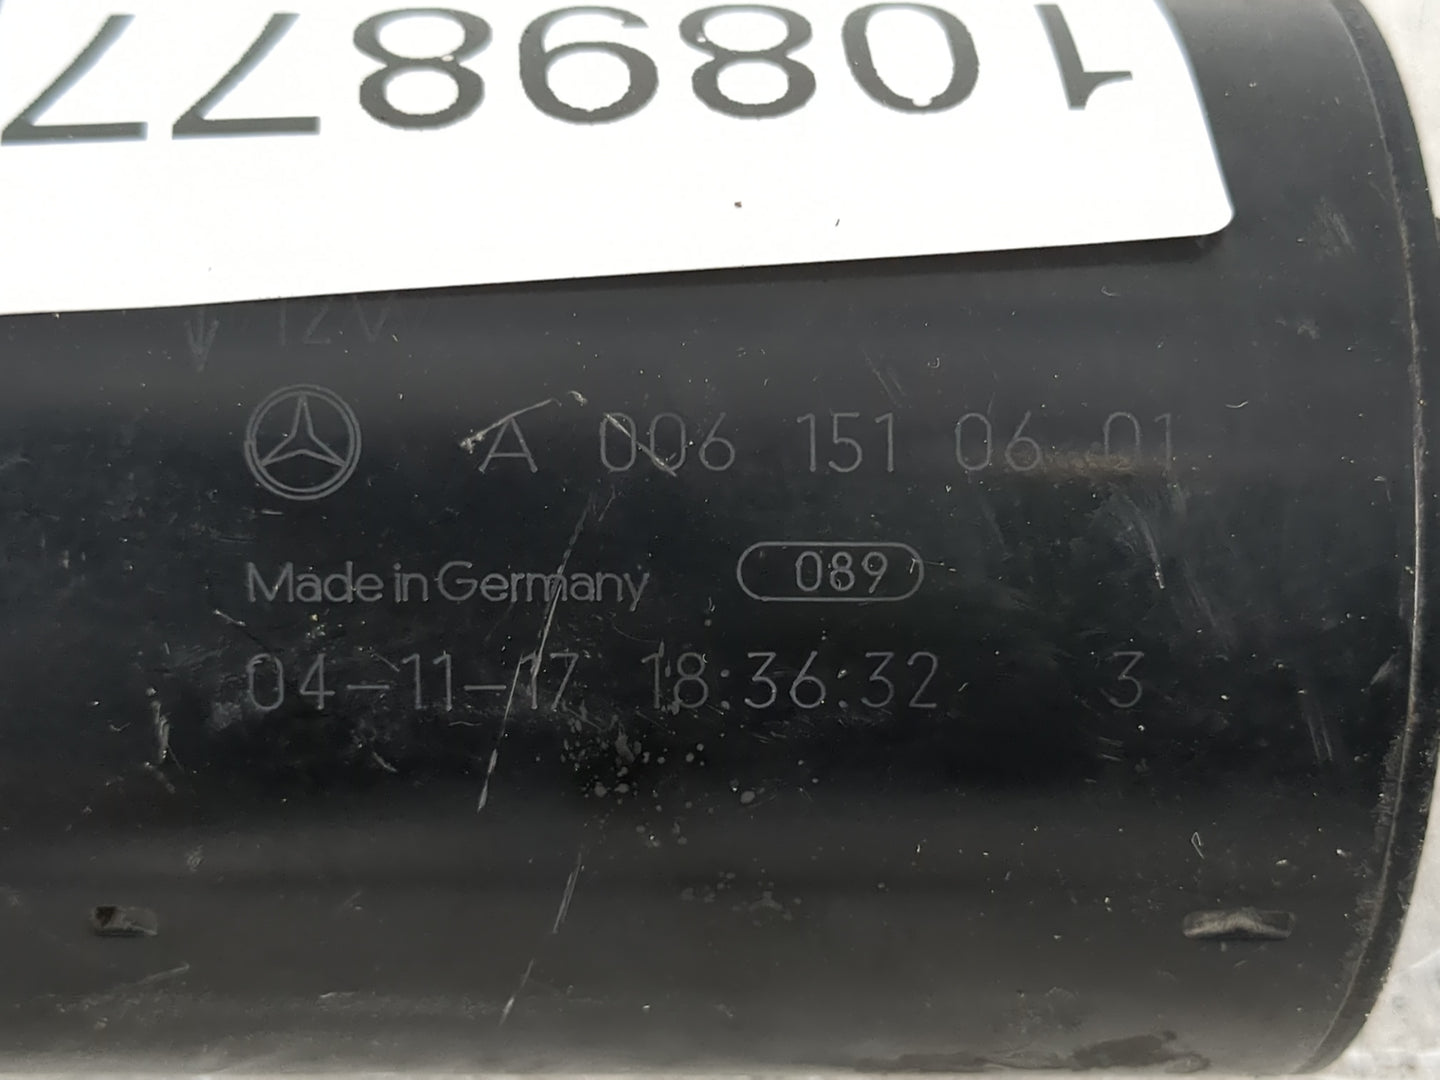 1089877
12V
A 006 151 06 01
Made in Germany 089
04-11-17 18:36:32 3